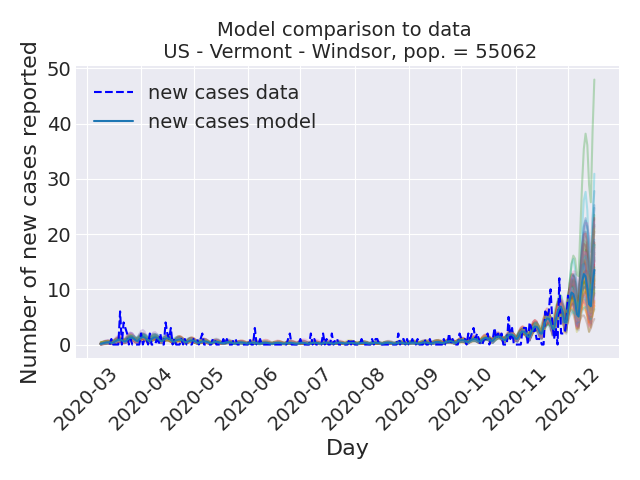 Model comparison to data
US - Vermont - Windsor, pop. = 55062
Number of new cases reported
50
40
30
20
10
0
new cases data
new cases model
2020-03
2020-04
2020-05
2020-06
2020-07
2020-08
2020-09
2020-10
2020-11
2020-12
Day